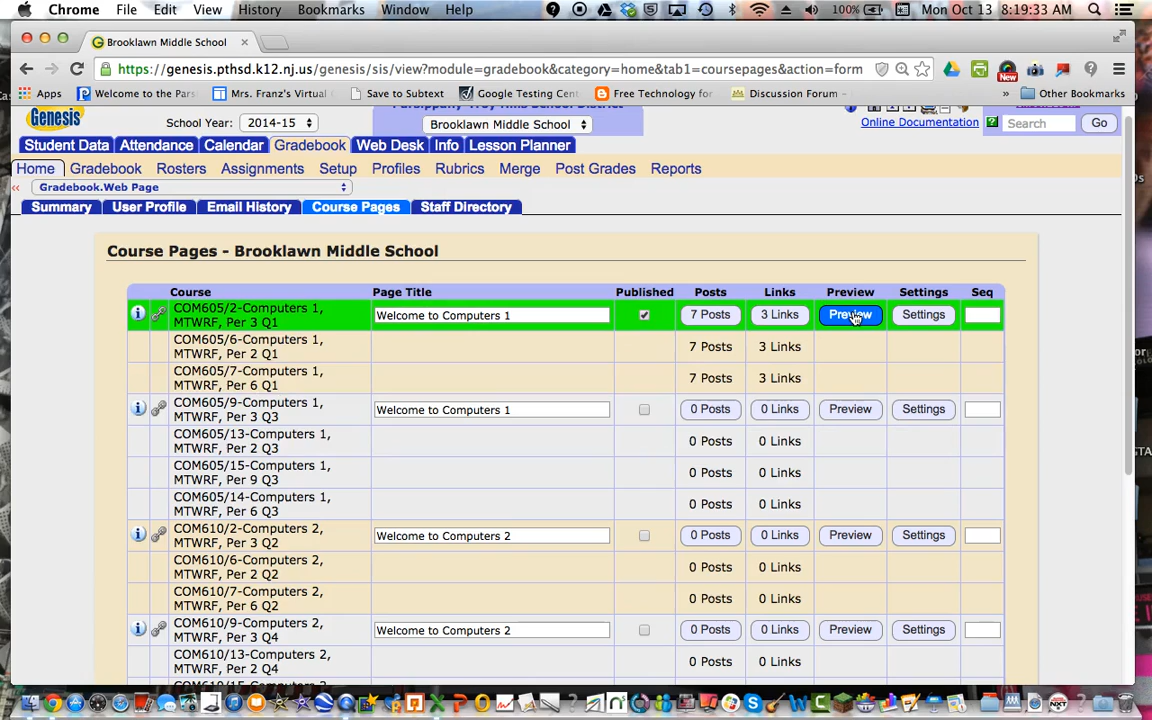 Chrome File Edit View History Bookmarks Window Help 100% Mon Oct 13 8:19:33 AM
Brooklawn Middle School
https://genesis.pthsd.k12.nj.us/genesis/sis/view?module=gradebook&category=home&tab1=coursepages&action=form
Apps Welcome to the Pars Mrs. Franz's Virtual Save to Subtext Google Testing Cent Free Technology for Discussion Forum – » Other Bookmarks
Genesis School Year: 2014-15 Brooklawn Middle School Online Documentation Search Go
Student Data Attendance Calendar Gradebook Web Desk Info Lesson Planner
Home Gradebook Rosters Assignments Setup Profiles Rubrics Merge Post Grades Reports
« Gradebook.Web Page
Summary User Profile Email History Course Pages Staff Directory
Course Pages - Brooklawn Middle School
Course Page Title Published Posts Links Preview Settings Seq
COM605/2-Computers 1,
MTWRF, Per 3 Q1 Welcome to Computers 1 7 Posts 3 Links Preview Settings
COM605/6-Computers 1,
MTWRF, Per 2 Q1 7 Posts 3 Links
COM605/7-Computers 1,
MTWRF, Per 6 Q1 7 Posts 3 Links
COM605/9-Computers 1,
MTWRF, Per 3 Q3 Welcome to Computers 1 0 Posts 0 Links Preview Settings
COM605/13-Computers 1,
MTWRF, Per 2 Q3 0 Posts 0 Links
COM605/15-Computers 1,
MTWRF, Per 9 Q3 0 Posts 0 Links
COM605/14-Computers 1,
MTWRF, Per 6 Q3 0 Posts 0 Links
COM610/2-Computers 2,
MTWRF, Per 3 Q2 Welcome to Computers 2 0 Posts 0 Links Preview Settings
COM610/6-Computers 2,
MTWRF, Per 2 Q2 0 Posts 0 Links
COM610/7-Computers 2,
MTWRF, Per 6 Q2 0 Posts 0 Links
COM610/9-Computers 2,
MTWRF, Per 3 Q4 Welcome to Computers 2 0 Posts 0 Links Preview Settings
COM610/13-Computers 2,
MTWRF, Per 2 Q4 0 Posts 0 Links